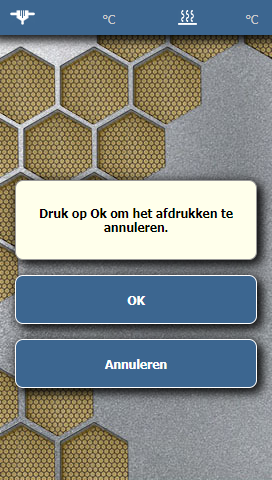 °C °C
Druk op Ok om het afdrukken te
annuleren.
OK
Annuleren